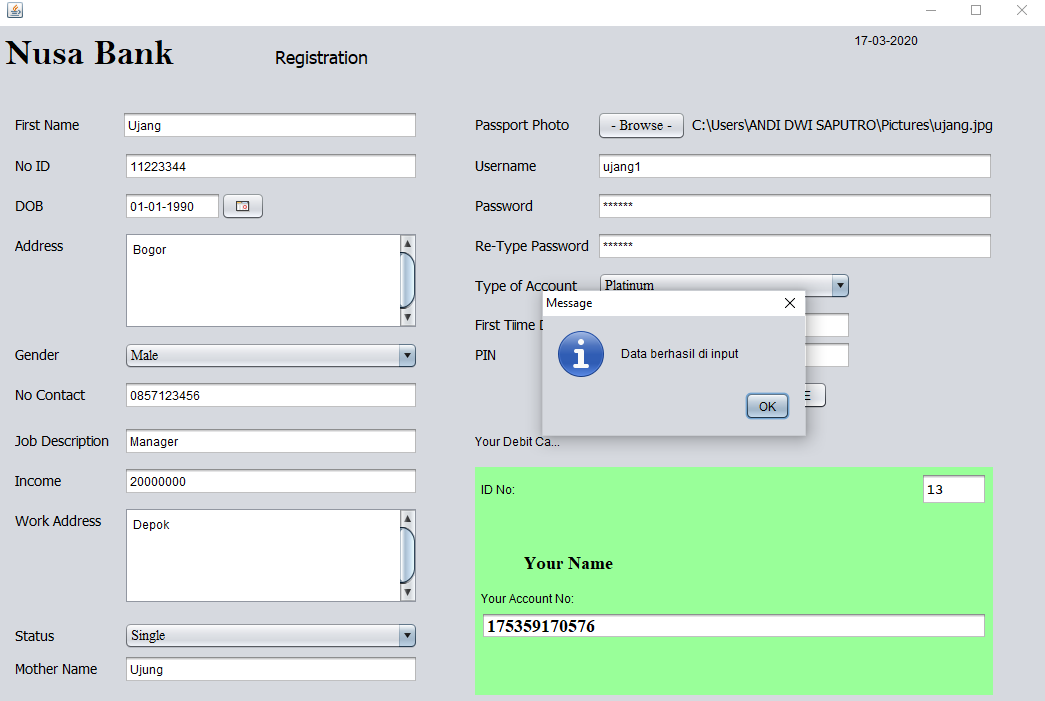 Nusa Bank
Registration
17-03-2020
First Name
Ujang
No ID
11223344
DOB
01-01-1990
Address
Bogor
Gender
Male
No Contact
0857123456
Job Description
Manager
Income
20000000
Work Address
Depok
Status
Single
Mother Name
Ujung
Passport Photo
- Browse -
C:\Users\ANDI DWI SAPUTRO\Pictures\ujang.jpg
Username
ujang1
Password
******
Re-Type Password
******
Type of Account
Platinum
First Tiime
PIN
Message
Data berhasil di input
OK
Your Debit Ca...
ID No:
13
Your Name
Your Account No:
175359170576